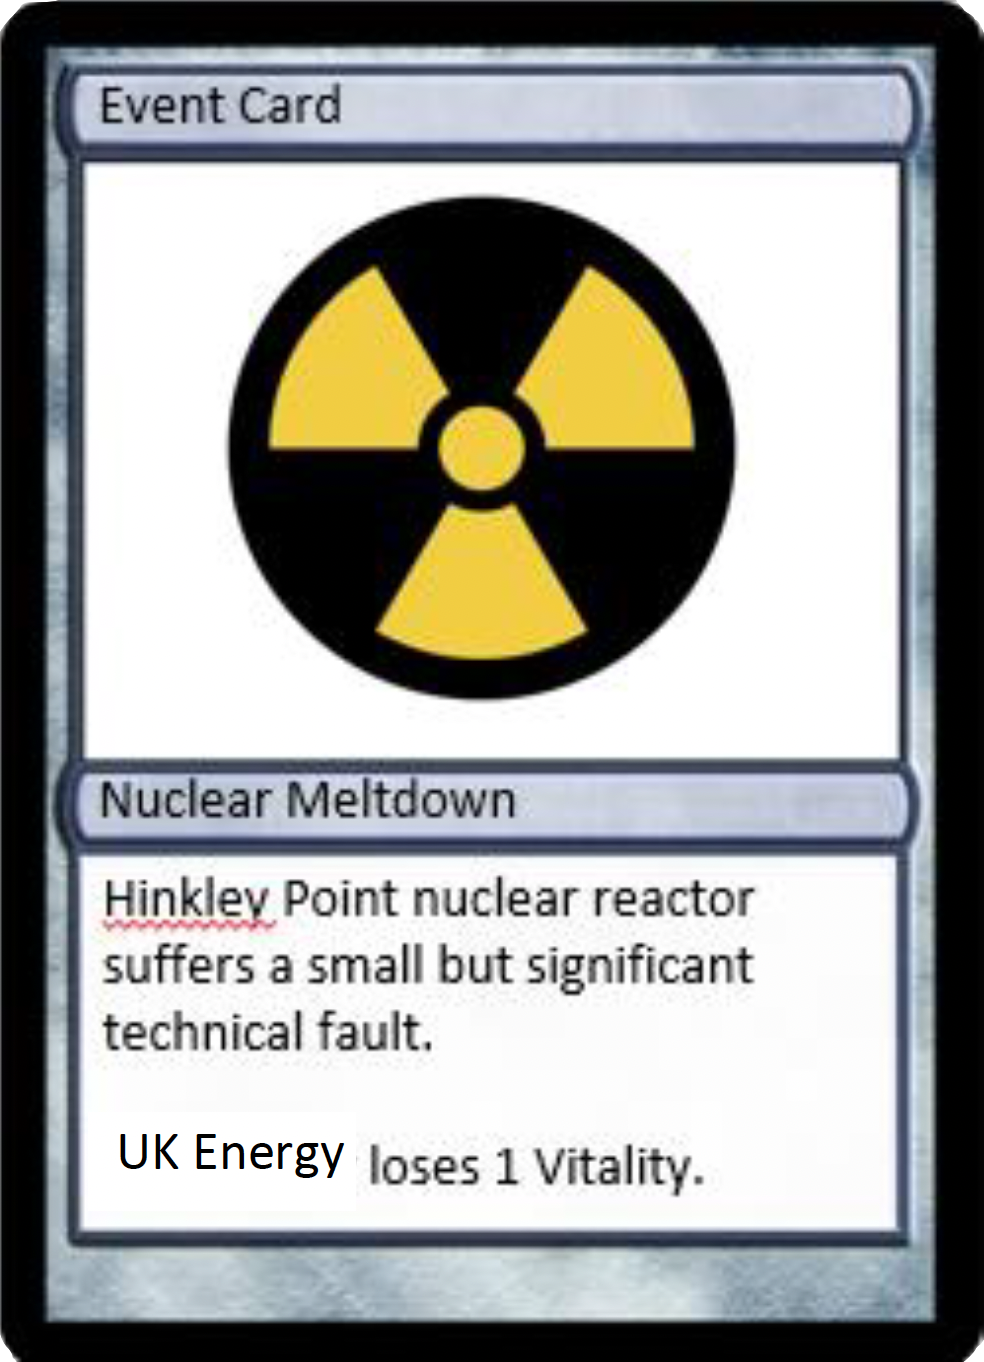 Event Card
Nuclear Meltdown
Hinkley Point nuclear reactor
suffers a small but significant
technical fault.
UK Energy loses 1 Vitality.